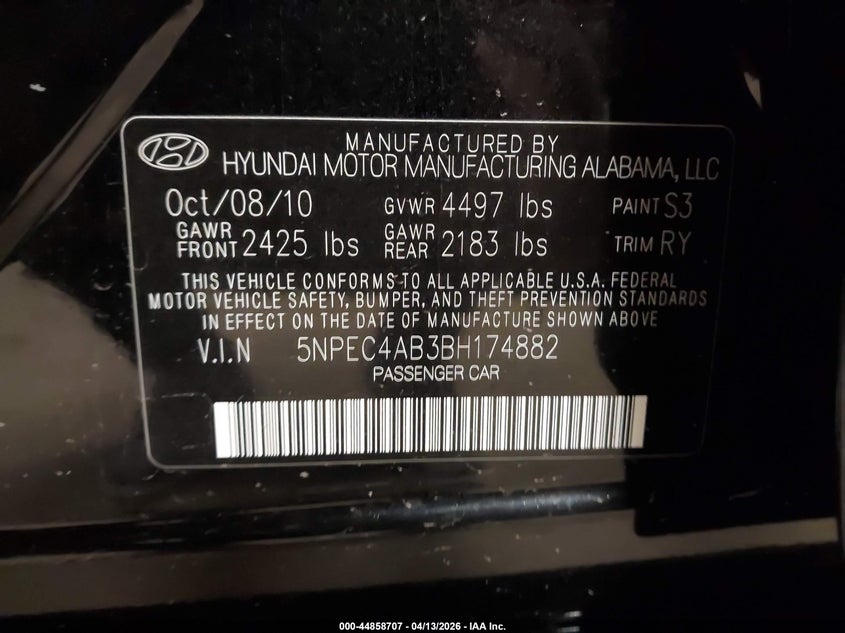 MANUFACTURED BY
HYUNDAI MOTOR MANUFACTURING ALABAMA, LLC
Oct/08/10 GVWR 4497 lbs PAINT S3
GAWR FRONT 2425 lbs GAWR REAR 2183 lbs TRIM RY
THIS VEHICLE CONFORMS TO ALL APPLICABLE U.S.A. FEDERAL
MOTOR VEHICLE SAFETY, BUMPER, AND THEFT PREVENTION STANDARDS
IN EFFECT ON THE DATE OF MANUFACTURE SHOWN ABOVE
V.I.N 5NPEC4AB3BH174882
PASSENGER CAR
000-44858707 - 04/13/2026 - IAA Inc.